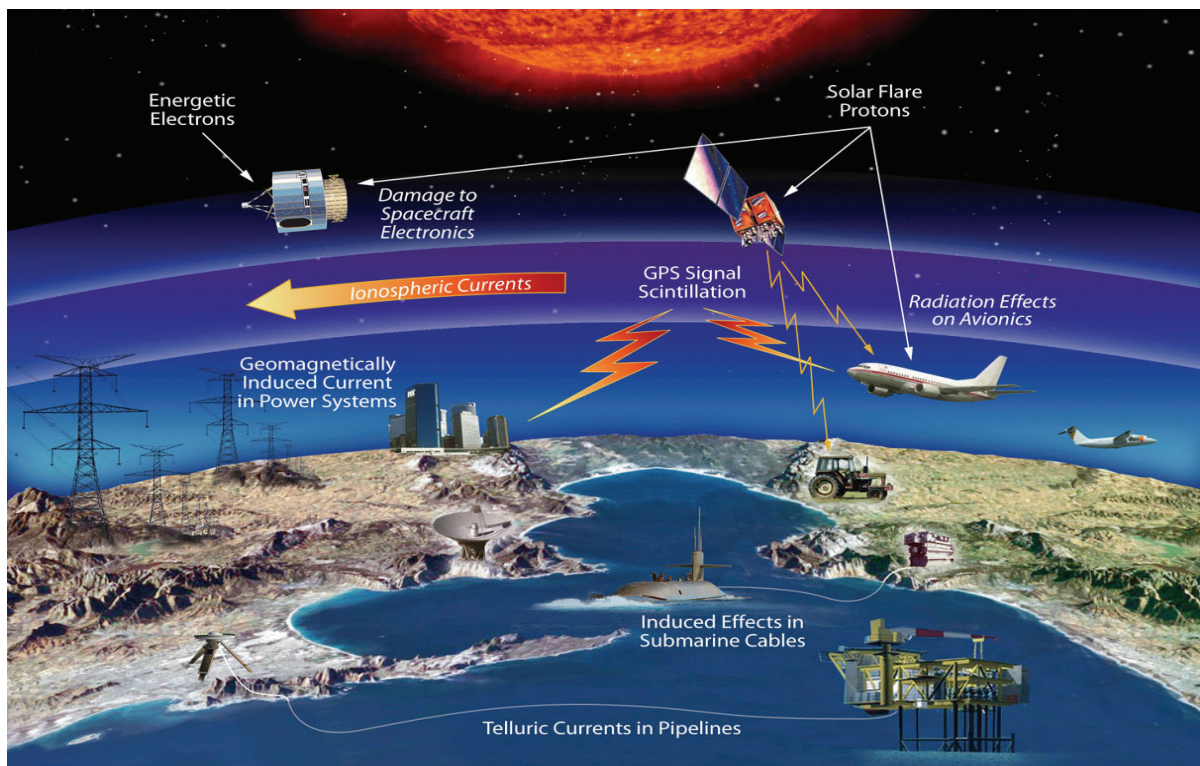 Energetic
Electrons
Solar Flare
Protons
Damage to
Spacecraft
Electronics
Ionospheric Currents
GPS Signal
Scintillation
Radiation Effects
on Avionics
Geomagnetically
Induced Current
in Power Systems
Induced Effects in
Submarine Cables
Telluric Currents in Pipelines